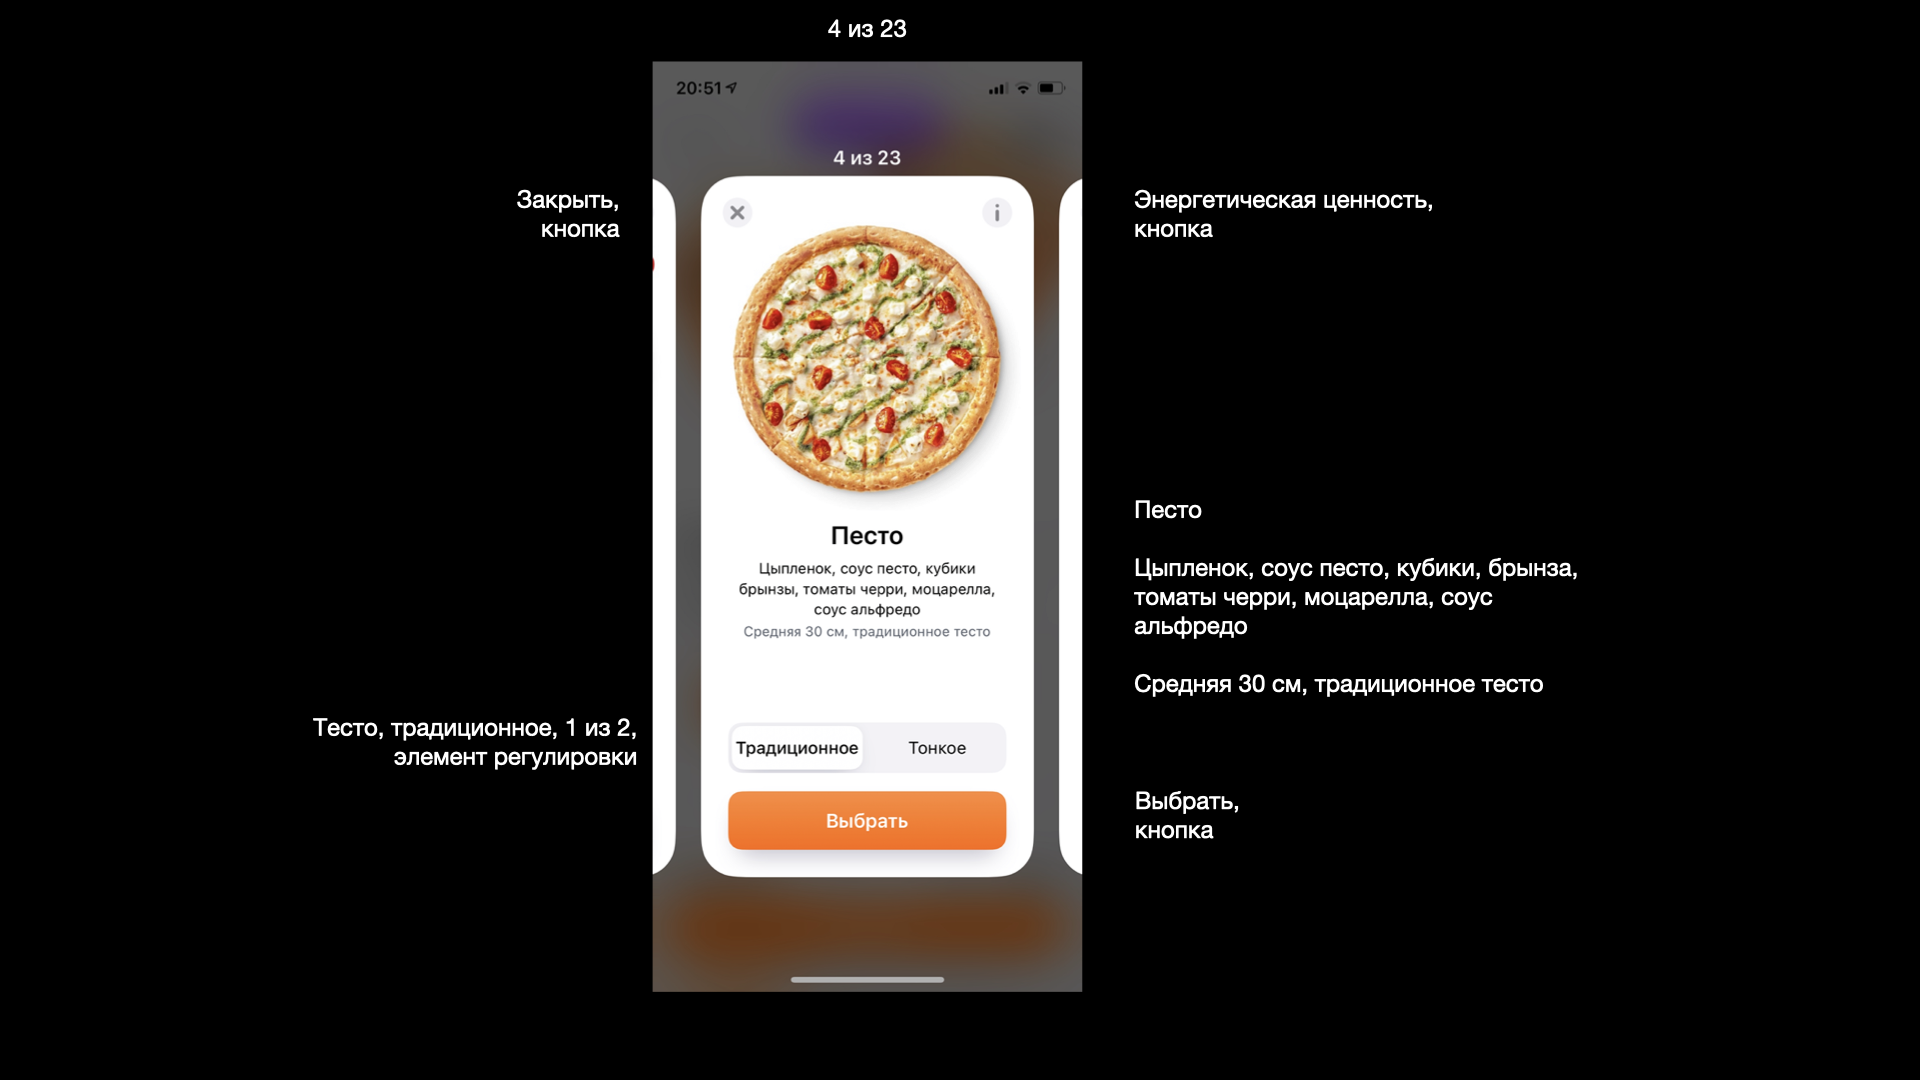 4 из 23
20:51
4 из 23
Закрыть,
кнопка
Энергетическая ценность,
кнопка
Песто
Цыпленок, соус песто, кубики
брынзы, томаты черри, моцарелла,
соус альфредо
Средняя 30 см, традиционное тесто
Песто
Цыпленок, соус песто, кубики, брынза,
томаты черри, моцарелла, соус
альфредо
Средняя 30 см, традиционное тесто
Тесто, традиционное, 1 из 2,
элемент регулировки
Традиционное Тонкое
Выбрать
Выбрать,
кнопка